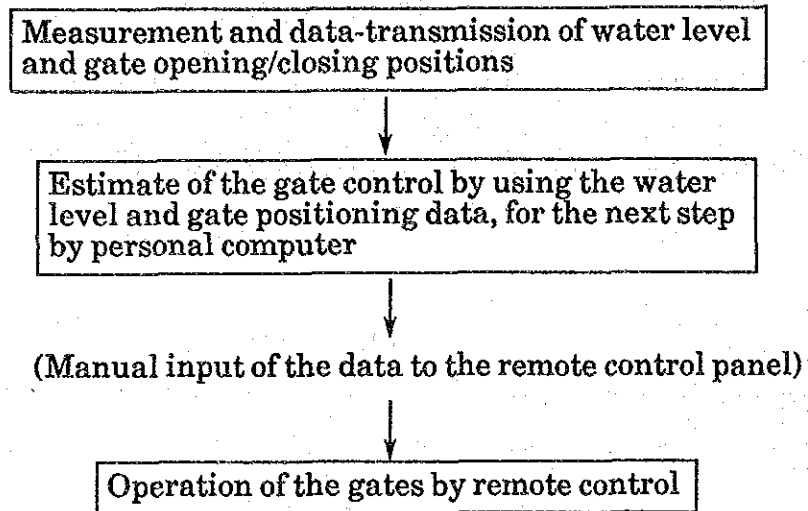 Measurement and data-transmission of water level
and gate opening/closing positions
Estimate of the gate control by using the water
level and gate positioning data, for the next step
by personal computer
(Manual input of the data to the remote control panel)
Operation of the gates by remote control